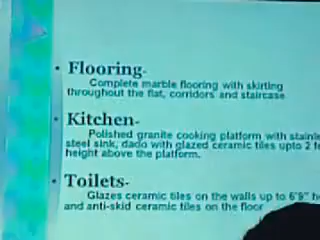 • Flooring-
Complete marble flooring with skirting
throughout the flat, corridors and staircase
• Kitchen-
Polished granite cooking platform with
steel sink, dado with glazed ceramic tiles upto 2
height above the platform.
• Toilets-
Glazes ceramic tiles on the walls up to 6'9"
and anti-skid ceramic tiles on the floor